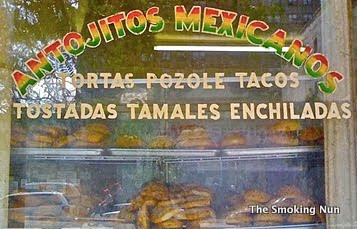 ANTOJITOS MEXICANOS
TORTAS POZOLE TACOS
TOSTADAS TAMALES ENCHILADAS
The Smoking Nun